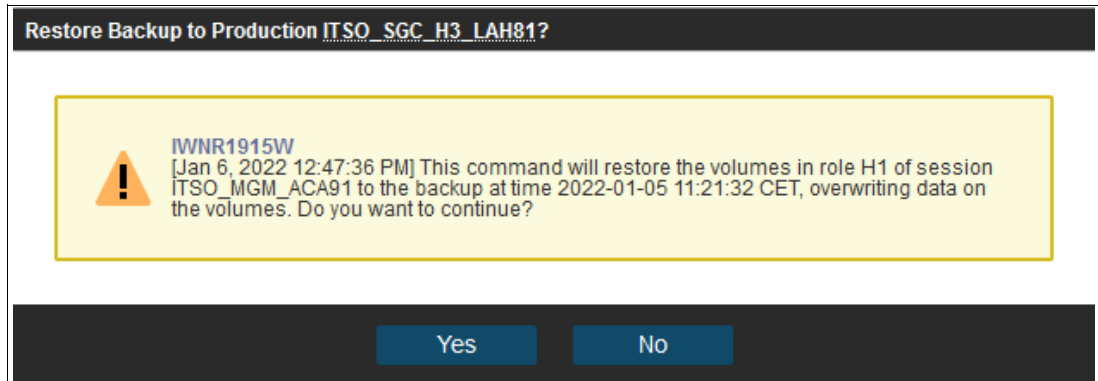 Restore Backup to Production ITSO_SGC_H3_LAH81?
IWNR1915W
[Jan 6, 2022 12:47:36 PM] This command will restore the volumes in role H1 of session
ITSO_MGM_ACA91 to the backup at time 2022-01-05 11:21:32 CET, overwriting data on
the volumes. Do you want to continue?
Yes No